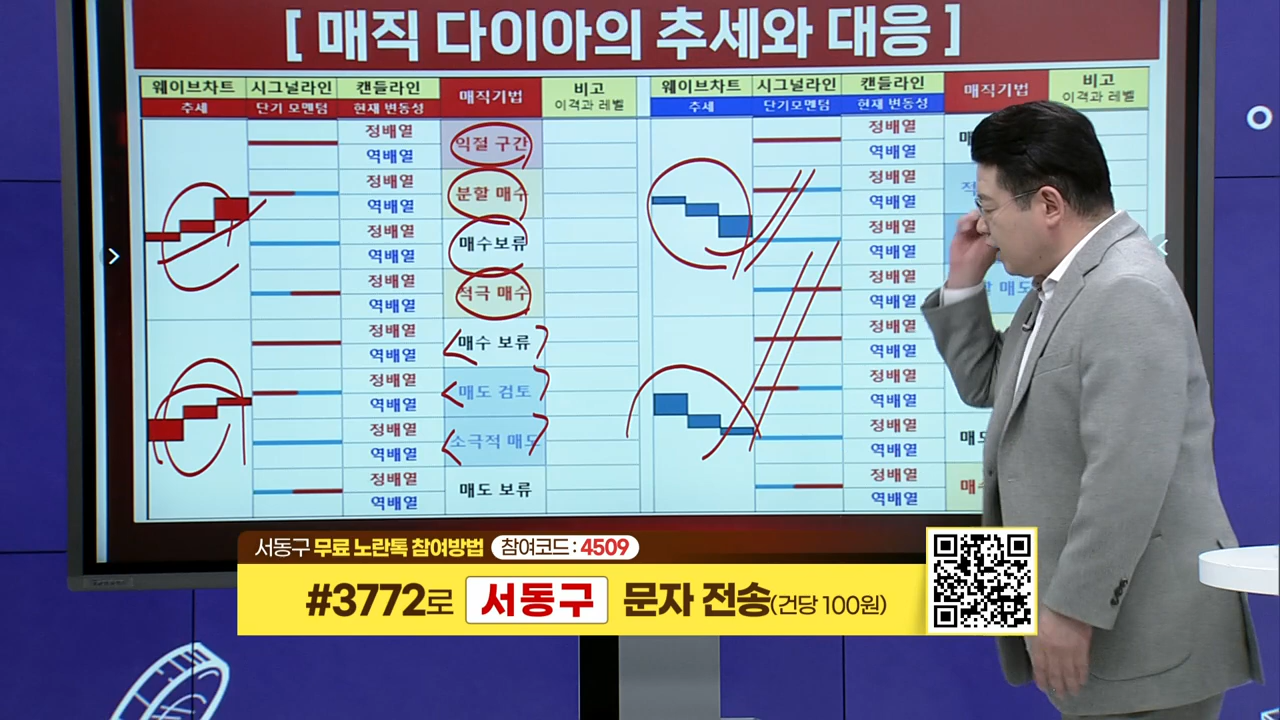 [ 매직 다이아의 추세와 대응 ]
웨이브차트 시그널라인 캔들라인 매직기법 비고
추세 단기 모멘텀 현재 변동성 이격과 레벨
정배열
익절 구간
역배열
정배열
분할 매수
역배열
정배열
매수보류
역배열
정배열
적극 매수
역배열
정배열
매수 보류
역배열
정배열
매도 검토
역배열
정배열
소극적 매도
역배열
정배열
매도 보류
역배열
웨이브차트 시그널라인 캔들라인 매직기법 비고
추세 단기모멘텀 현재 변동성 이격과 레벨
정배열
역배열
정배열
역배열
정배열
역배열
정배열
매도
역배열
정배열
역배열
정배열
역배열
정배열
역배열
정배열
역배열
서동구 무료 노란톡 참여방법 참여코드 : 4509
#3772로 서동구 문자 전송(건당 100원)